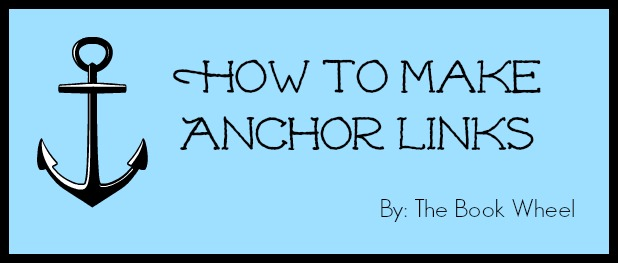 How to Make
Anchor Links
By: The Book Wheel